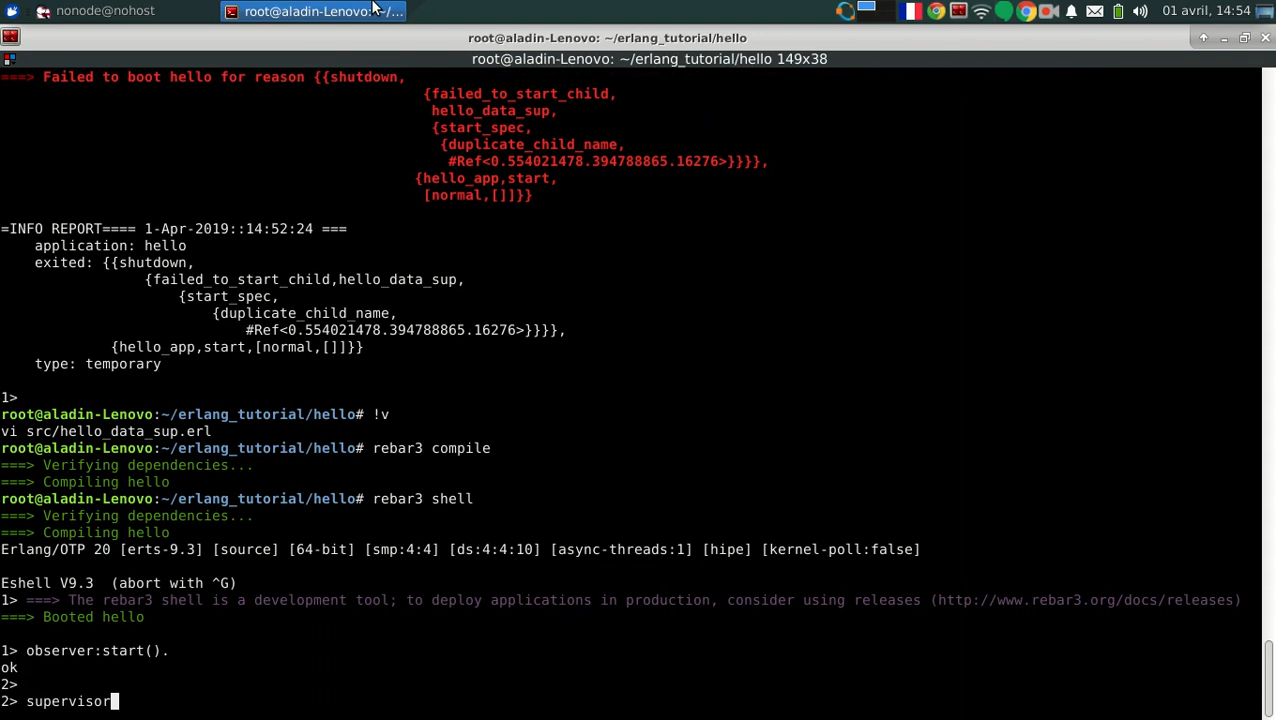 nonode@nohost
root@aladin-Lenovo: ~/...
01 avril, 14:54
root@aladin-Lenovo: ~/erlang_tutorial/hello
root@aladin-Lenovo: ~/erlang_tutorial/hello 149x38
===> Failed to boot hello for reason {{shutdown,
{failed_to_start_child,
hello_data_sup,
{start_spec,
{duplicate_child_name,
#Ref<0.554021478.394788865.16276>}}}},
{hello_app,start,
[normal,[]]}}
=INFO REPORT==== 1-Apr-2019::14:52:24 ===
application: hello
exited: {{shutdown,
{failed_to_start_child,hello_data_sup,
{start_spec,
{duplicate_child_name,
#Ref<0.554021478.394788865.16276>}}}},
{hello_app,start,[normal,[]]}}
type: temporary
1>
root@aladin-Lenovo:~/erlang_tutorial/hello# !v
vi src/hello_data_sup.erl
root@aladin-Lenovo:~/erlang_tutorial/hello# rebar3 compile
===> Verifying dependencies...
===> Compiling hello
root@aladin-Lenovo:~/erlang_tutorial/hello# rebar3 shell
===> Verifying dependencies...
===> Compiling hello
Erlang/OTP 20 [erts-9.3] [source] [64-bit] [smp:4:4] [ds:4:4:10] [async-threads:1] [hipe] [kernel-poll:false]
Eshell V9.3  (abort with ^G)
1> ===> The rebar3 shell is a development tool; to deploy applications in production, consider using releases (http://www.rebar3.org/docs/releases)
===> Booted hello
1> observer:start().
ok
2>
2> supervisor